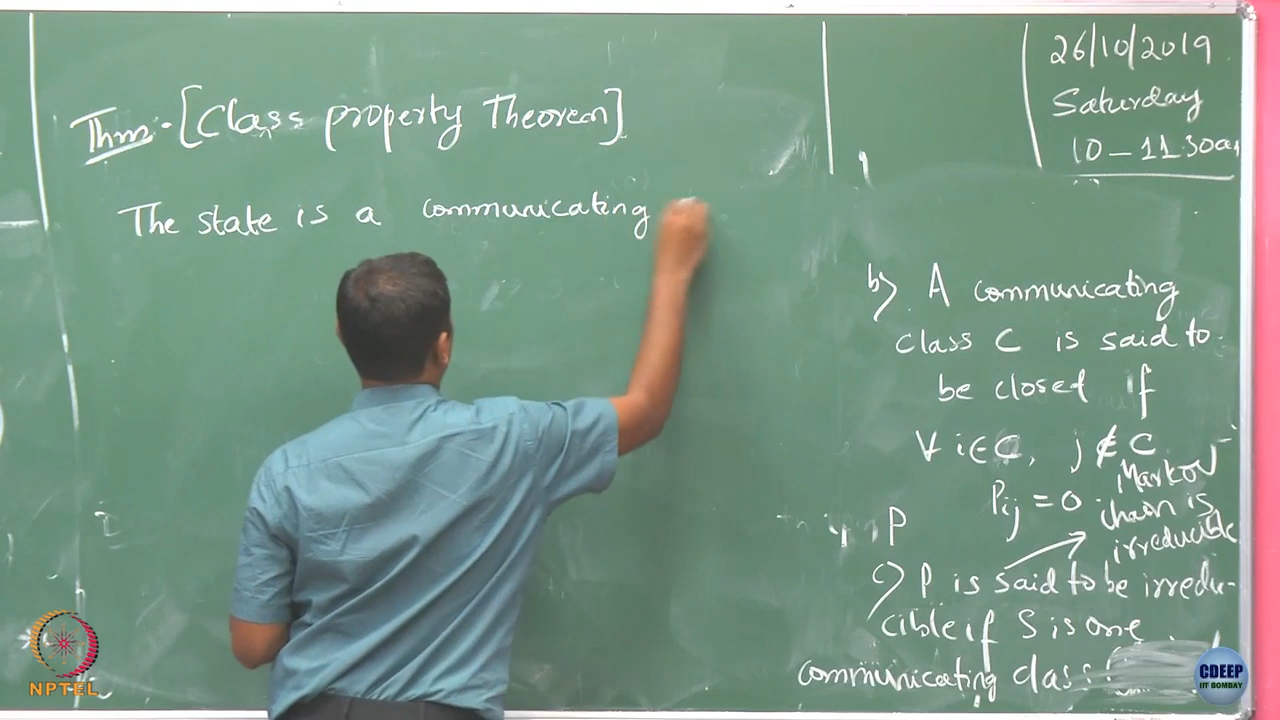 Thm. [Class property Theorem]
The state is a communicating
26/10/2019
Saturday
10 – 11.30a
b) A communicating
class C is said to
be closed if
∀ i∈C, j ∉ C
Pij = 0
Markov
chain is
irreducible
P
c) P is said to be irredu-
cible if S is one
communicating class
NPTEL
CDEEP
IIT BOMBAY